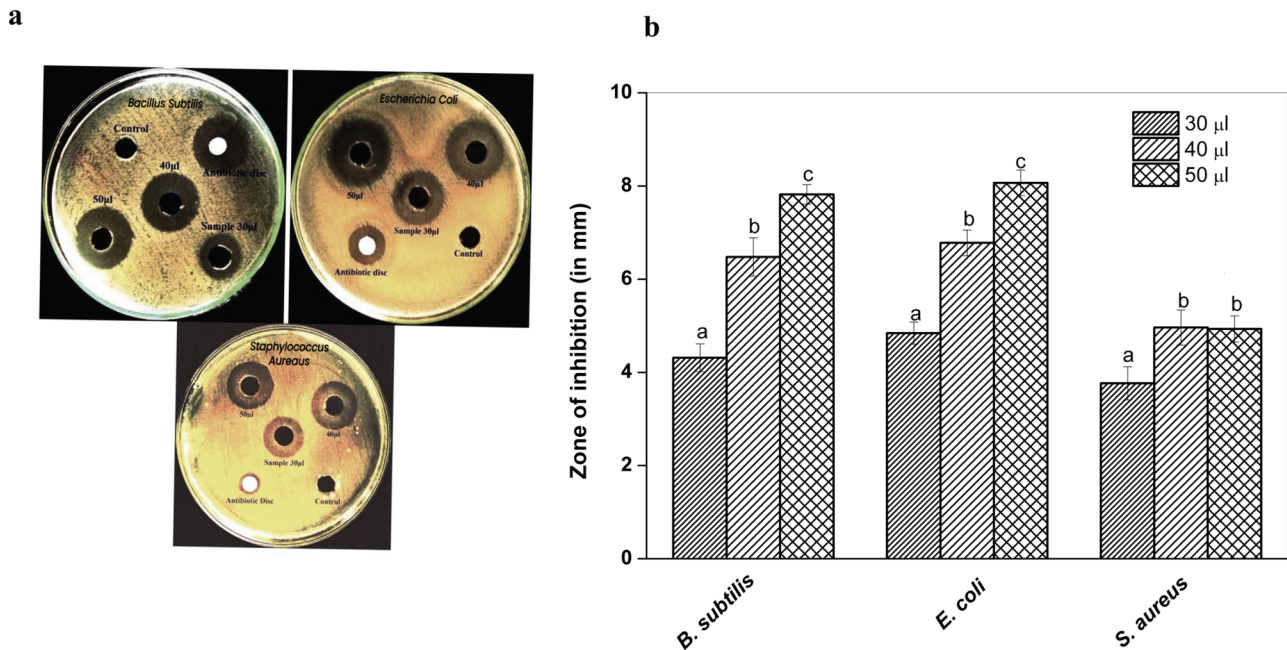 a
Bacillus Subtilis
Control
Antibiotic disc
40µl
50µl
Sample 30µl
Escherichia Coli
50µl
40µl
Sample 30µl
Control
Antibiotic disc
Staphylococcus
Aureaus
50µl
40µl
Sample 30µl
Antibiotic Disc
Control
b
Zone of inhibition (in mm)
10
8
6
4
2
0
30 µl
40 µl
50 µl
a
b
c
a
b
c
a
b
b
B. subtilis
E. coli
S. aureus